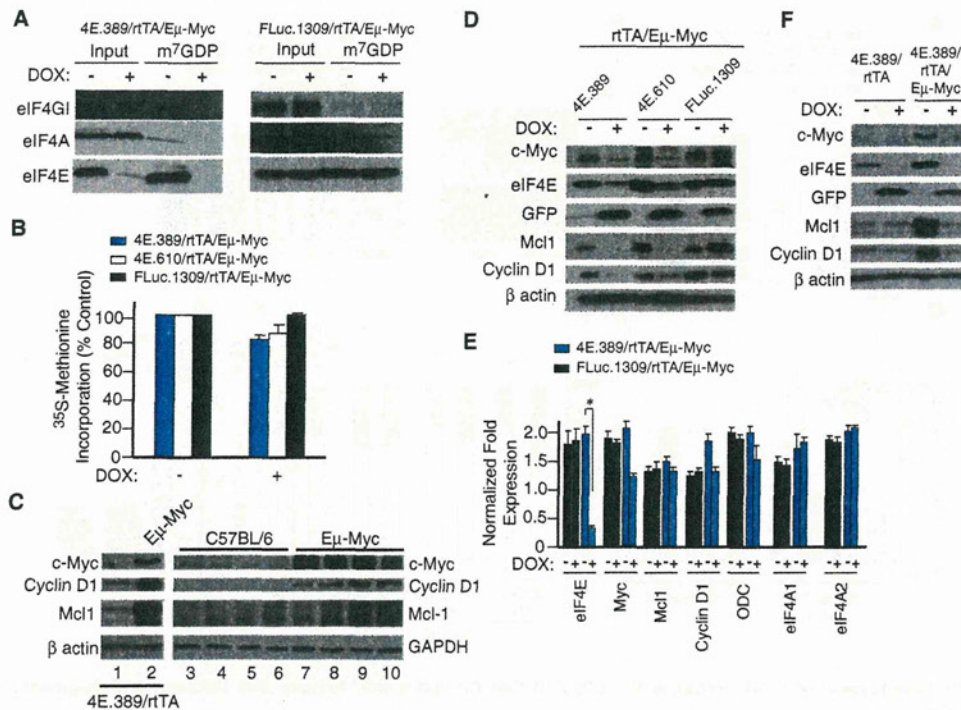 A
4E.389/rtTA/Eμ-Myc
Input
m⁷GDP
DOX:
- + - +
eIF4GI
eIF4A
eIF4E
FLuc.1309/rtTA/Eμ-Myc
Input
m⁷GDP
- + - +
B
4E.389/rtTA/Eμ-Myc
4E.610/rtTA/Eμ-Myc
FLuc.1309/rtTA/Eμ-Myc
³⁵S-Methionine
Incorporation (% Control)
100
80
60
40
20
0
DOX:
- +
C
Eμ-Myc
C57BL/6
Eμ-Myc
c-Myc
c-Myc
Cyclin D1
Cyclin D1
Mcl1
Mcl-1
β actin
GAPDH
1 2 3 4 5 6 7 8 9 10
4E.389/rtTA
D
rtTA/Eμ-Myc
4E.389
4E.610
FLuc.1309
DOX:
- + - + - +
c-Myc
eIF4E
GFP
Mcl1
Cyclin D1
β actin
E
4E.389/rtTA/Eμ-Myc
FLuc.1309/rtTA/Eμ-Myc
Normalized Fold
Expression
2.0
1.5
1.0
0.5
0
*
DOX:
- + - + - + - + - + - + - + - + - + - + - + - + - + - +
eIF4E
Myc
Mcl1
Cyclin D1
ODC
eIF4A1
eIF4A2
F
4E.389/
rtTA
4E.389/
rtTA/
Eμ-Myc
DOX:
- + - +
c-Myc
eIF4E
GFP
Mcl1
Cyclin D1
β actin